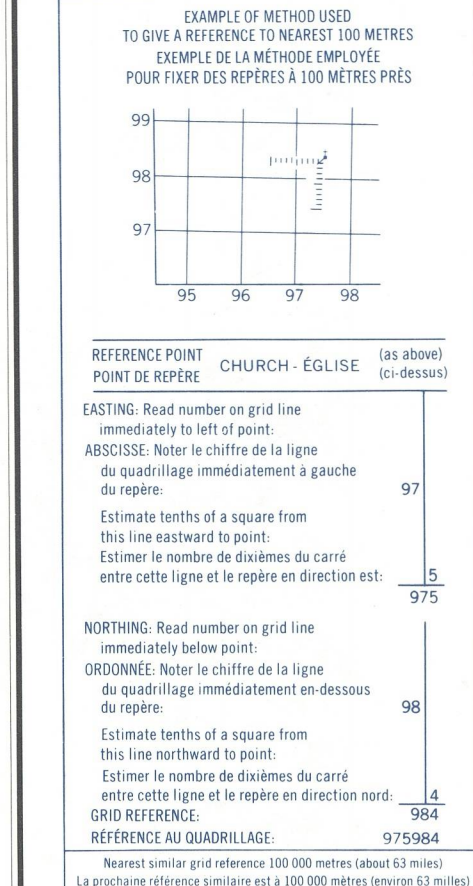 EXAMPLE OF METHOD USED
TO GIVE A REFERENCE TO NEAREST 100 METRES
EXEMPLE DE LA MÉTHODE EMPLOYÉE
POUR FIXER DES REPÈRES À 100 MÈTRES PRÈS
99
98
97
95 96 97 98
REFERENCE POINT CHURCH - ÉGLISE (as above)
POINT DE REPÈRE (ci-dessus)
EASTING: Read number on grid line
immediately to left of point:
ABSCISSE: Noter le chiffre de la ligne
du quadrillage immédiatement à gauche
du repère: 97
Estimate tenths of a square from
this line eastward to point:
Estimer le nombre de dixièmes du carré
entre cette ligne et le repère en direction est: 5
975
NORTHING: Read number on grid line
immediately below point:
ORDONNÉE: Noter le chiffre de la ligne
du quadrillage immédiatement en-dessous
du repère: 98
Estimate tenths of a square from
this line northward to point:
Estimer le nombre de dixièmes du carré
entre cette ligne et le repère en direction nord: 4
GRID REFERENCE: 984
RÉFÉRENCE AU QUADRILLAGE: 975984
Nearest similar grid reference 100 000 metres (about 63 miles)
La prochaine référence similaire est à 100 000 mètres (environ 63 milles)